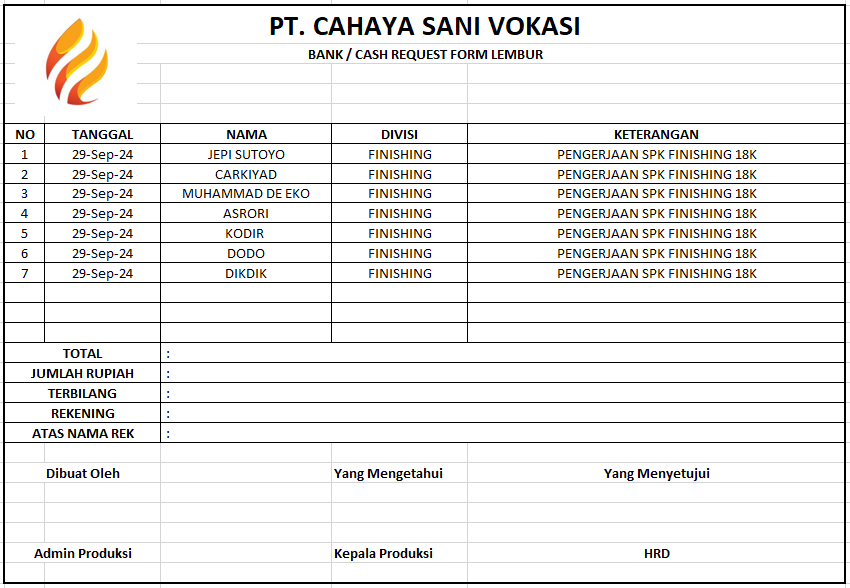 PT. CAHAYA SANI VOKASI
BANK / CASH REQUEST FORM LEMBUR
NO TANGGAL NAMA DIVISI KETERANGAN
1 29-Sep-24 JEPI SUTOYO FINISHING PENGERJAAN SPK FINISHING 18K
2 29-Sep-24 CARKIYAD FINISHING PENGERJAAN SPK FINISHING 18K
3 29-Sep-24 MUHAMMAD DE EKO FINISHING PENGERJAAN SPK FINISHING 18K
4 29-Sep-24 ASRORI FINISHING PENGERJAAN SPK FINISHING 18K
5 29-Sep-24 KODIR FINISHING PENGERJAAN SPK FINISHING 18K
6 29-Sep-24 DODO FINISHING PENGERJAAN SPK FINISHING 18K
7 29-Sep-24 DIKDIK FINISHING PENGERJAAN SPK FINISHING 18K
TOTAL :
JUMLAH RUPIAH :
TERBILANG :
REKENING :
ATAS NAMA REK :
Dibuat Oleh Yang Mengetahui Yang Menyetujui
Admin Produksi Kepala Produksi HRD